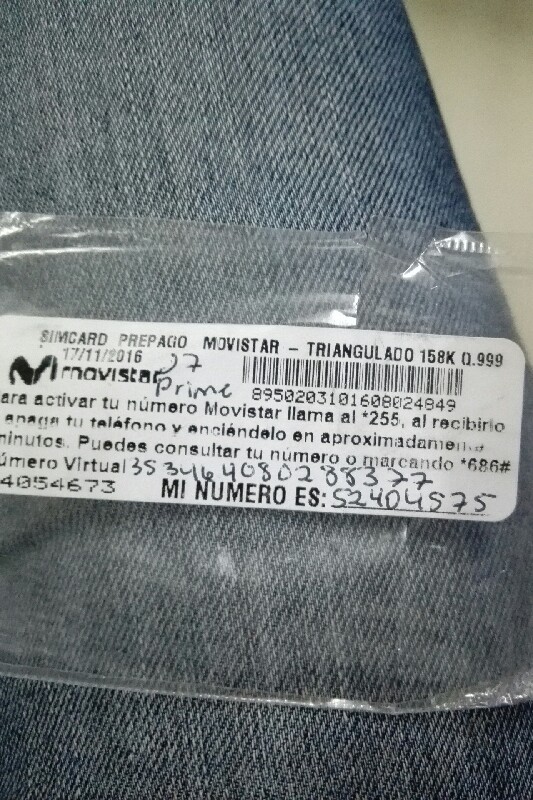 SIMCARD PREPAGO MOVISTAR - TRIANGULADO 158K Q.999
17/11/2016 J7
movistar Prime 8950203101608024849
ara activar tu número Movistar llama al *255, al recibirlo
apaga tu teléfono y enciéndelo en aproximadamen
minutos. Puedes consultar tu número o marcando *686#
úmero Virtual 353464080288377
4054673 MI NUMERO ES: 52404575